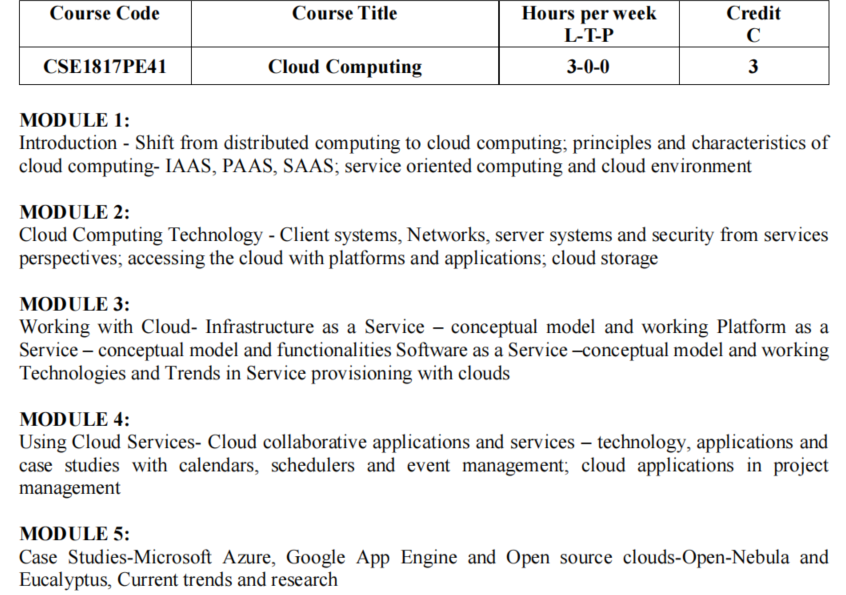 Course Code Course Title Hours per week Credit
L-T-P C
CSE1817PE41 Cloud Computing 3-0-0 3
MODULE 1:
Introduction - Shift from distributed computing to cloud computing; principles and characteristics of
cloud computing- IAAS, PAAS, SAAS; service oriented computing and cloud environment
MODULE 2:
Cloud Computing Technology - Client systems, Networks, server systems and security from services
perspectives; accessing the cloud with platforms and applications; cloud storage
MODULE 3:
Working with Cloud- Infrastructure as a Service – conceptual model and working Platform as a
Service – conceptual model and functionalities Software as a Service –conceptual model and working
Technologies and Trends in Service provisioning with clouds
MODULE 4:
Using Cloud Services- Cloud collaborative applications and services – technology, applications and
case studies with calendars, schedulers and event management; cloud applications in project
management
MODULE 5:
Case Studies-Microsoft Azure, Google App Engine and Open source clouds-Open-Nebula and
Eucalyptus, Current trends and research